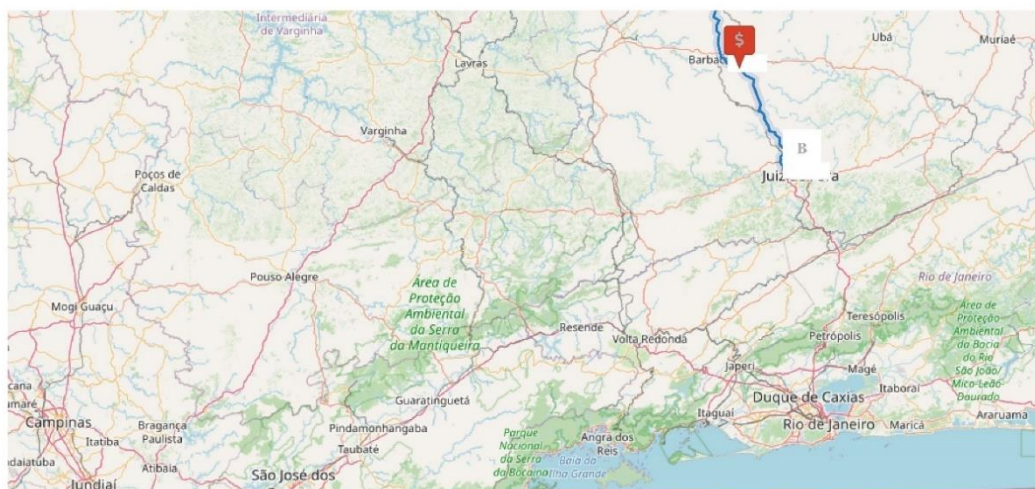 Intermediária
de Varginha
Lavras
$
Ubá
Muriaé
Varginha
B
Poços de
Caldas
Pouso Alegre
Área de
Proteção
Ambiental
da Serra
da Mantiqueira
Rio de Janeiro
Mogi Guaçu
Resende
Volta Redonda
Teresópolis
Petrópolis
Área de
Proteção
Ambiental
da Bacia
do Rio
São João/
Mico-Leão-
Dourado
Japeri
Magé
Guaratinguetá
Duque de Caxias
Itaboraí
Campinas
Bragança
Paulista
Pindamonhangaba
Itaguaí
Rio de Janeiro
Maricá
Araruama
Itatiba
Taubaté
Parque
Nacional
da Serra
da Bocaina
Angra dos
Reis
Baía da
Ilha Grande
Atibaia
São José dos
Jundiaí